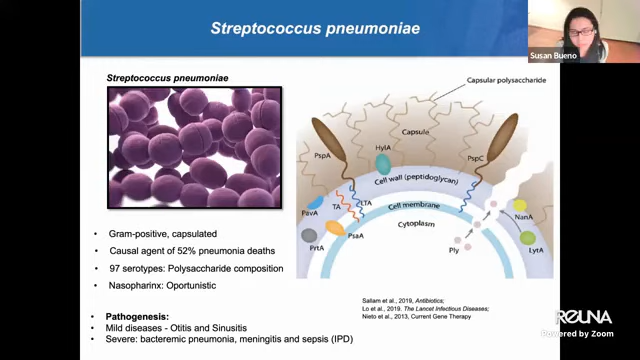 Streptococcus pneumoniae
Susan Bueno
Streptococcus pneumoniae
Gram-positive, capsulated
Causal agent of 52% pneumonia deaths
97 serotypes: Polysaccharide composition
Nasopharinx: Oportunistic
Pathogenesis:
Mild diseases - Otitis and Sinusitis
Severe: bacteremic pneumonia, meningitis and sepsis (IPD)
Capsular polysaccharide
Capsule
PspA
HylA
PspC
Cell wall (peptidoglycan)
PavA
TA
LTA
Cell membrane
NanA
PrtA
PsaA
Cytoplasm
Ply
LytA
Sallam et al., 2019, Antibiotics;
Lo et al., 2019, The Lancet Infectious Diseases;
Nieto et al., 2013, Current Gene Therapy
REUNA
Powered by Zoom